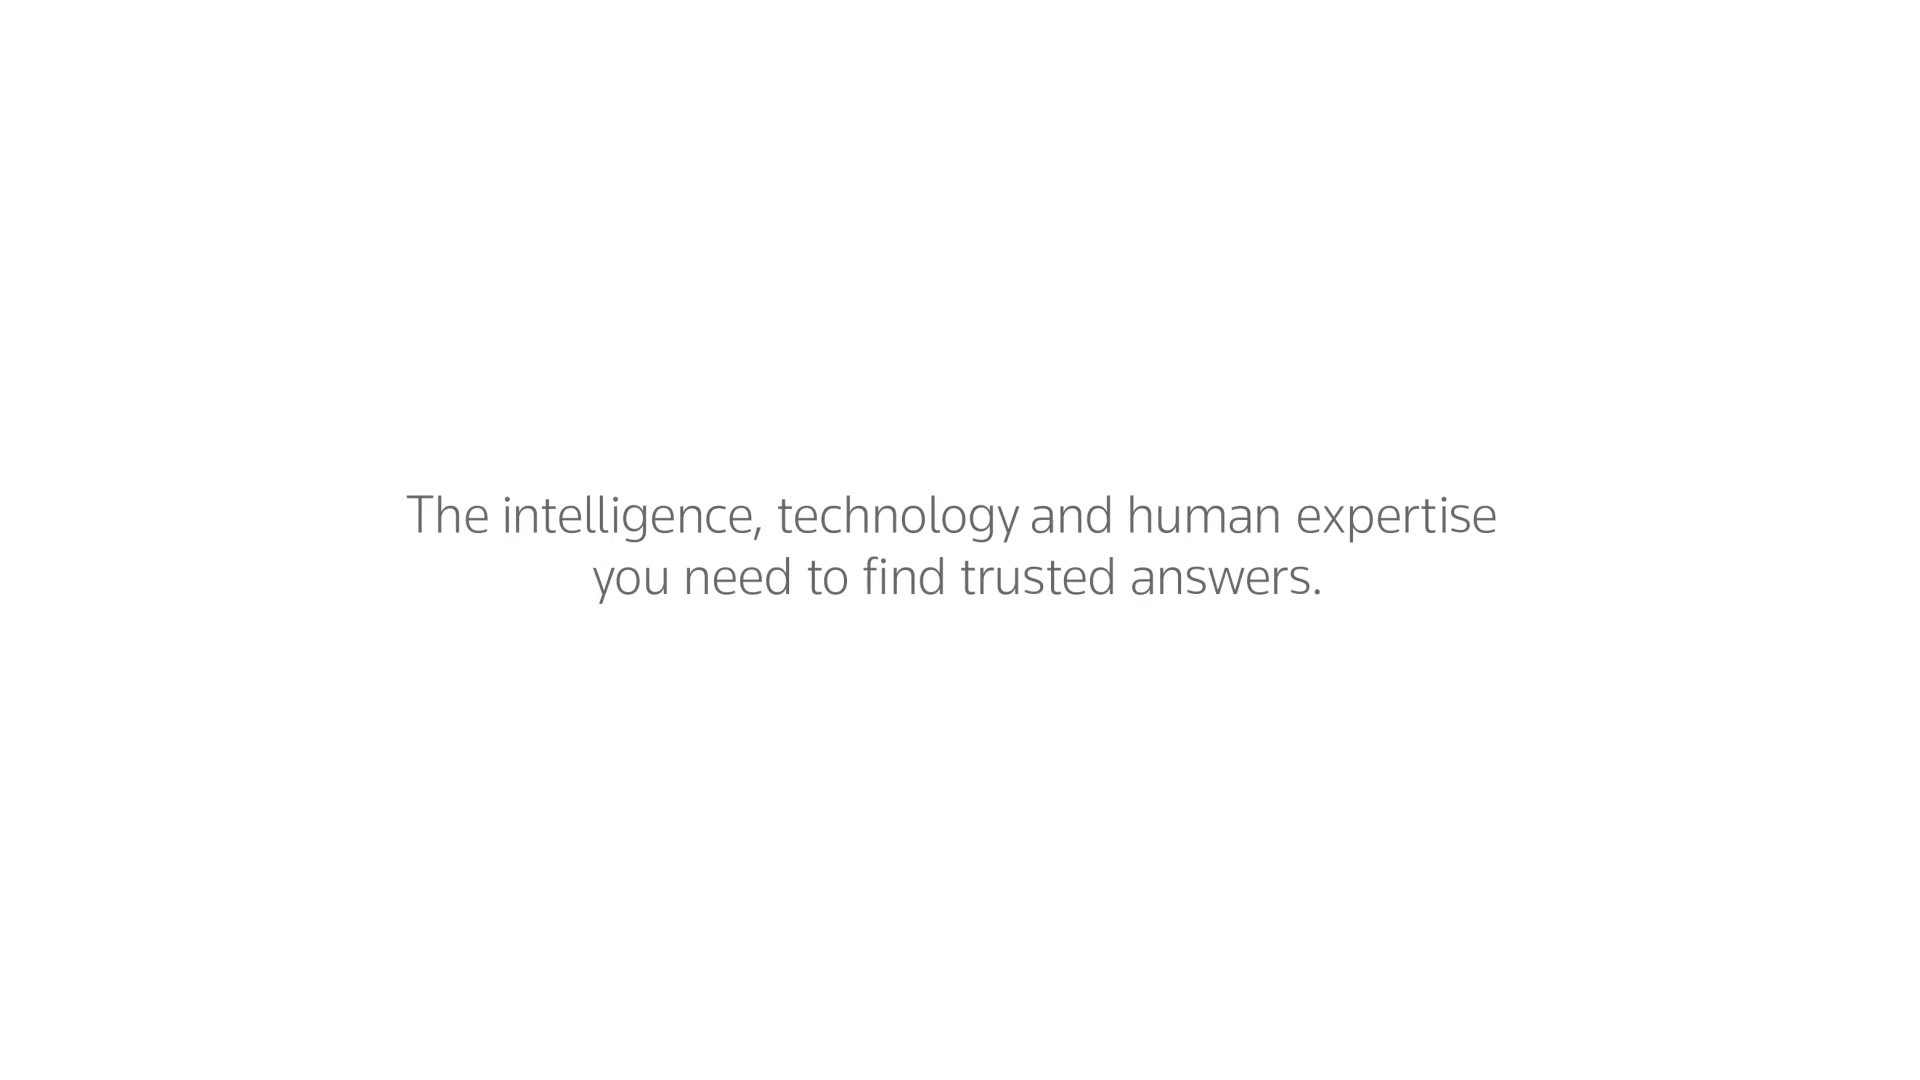 The intelligence, technology and human expertise
you need to find trusted answers.